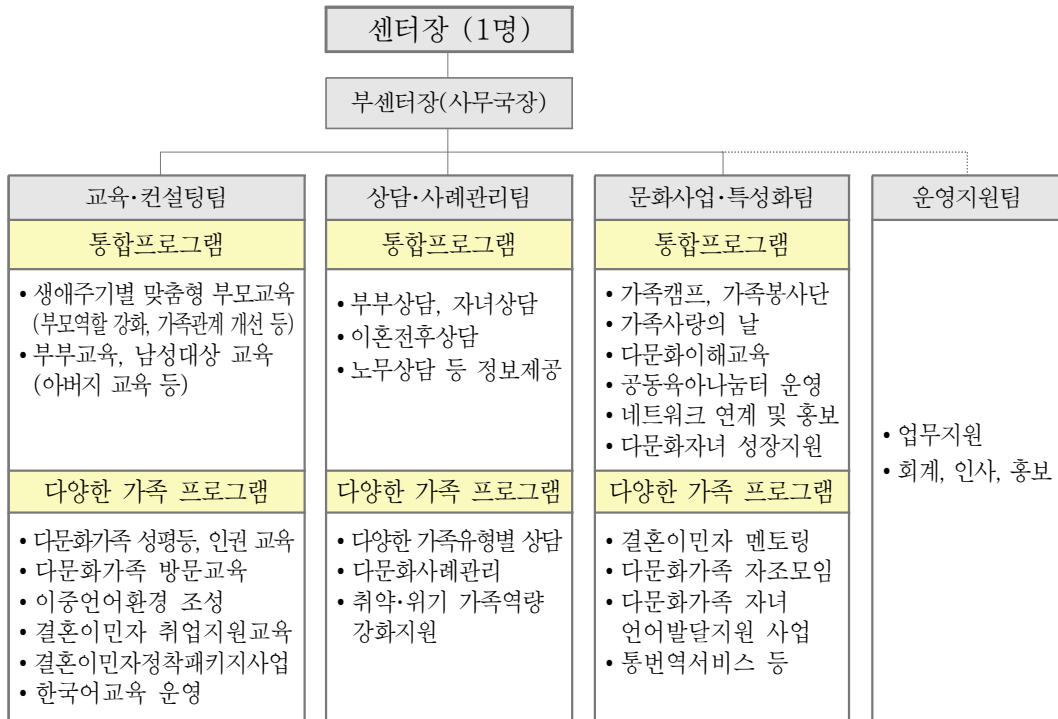 센터장 (1명)
부센터장(사무국장)
교육·컨설팅팀
통합프로그램
• 생애주기별 맞춤형 부모교육
(부모역할 강화, 가족관계 개선 등)
• 부부교육, 남성대상 교육
(아버지 교육 등)
다양한 가족 프로그램
• 다문화가족 성평등, 인권 교육
• 다문화가족 방문교육
• 이중언어환경 조성
• 결혼이민자 취업지원교육
• 결혼이민자정착패키지사업
• 한국어교육 운영
상담·사례관리팀
통합프로그램
• 부부상담, 자녀상담
• 이혼전후상담
• 노무상담 등 정보제공
다양한 가족 프로그램
• 다양한 가족유형별 상담
• 다문화사례관리
• 취약·위기 가족역량
강화지원
문화사업·특성화팀
통합프로그램
• 가족캠프, 가족봉사단
• 가족사랑의 날
• 다문화이해교육
• 공동육아나눔터 운영
• 네트워크 연계 및 홍보
• 다문화자녀 성장지원
다양한 가족 프로그램
• 결혼이민자 멘토링
• 다문화가족 자조모임
• 다문화가족 자녀
언어발달지원 사업
• 통번역서비스 등
운영지원팀
• 업무지원
• 회계, 인사, 홍보